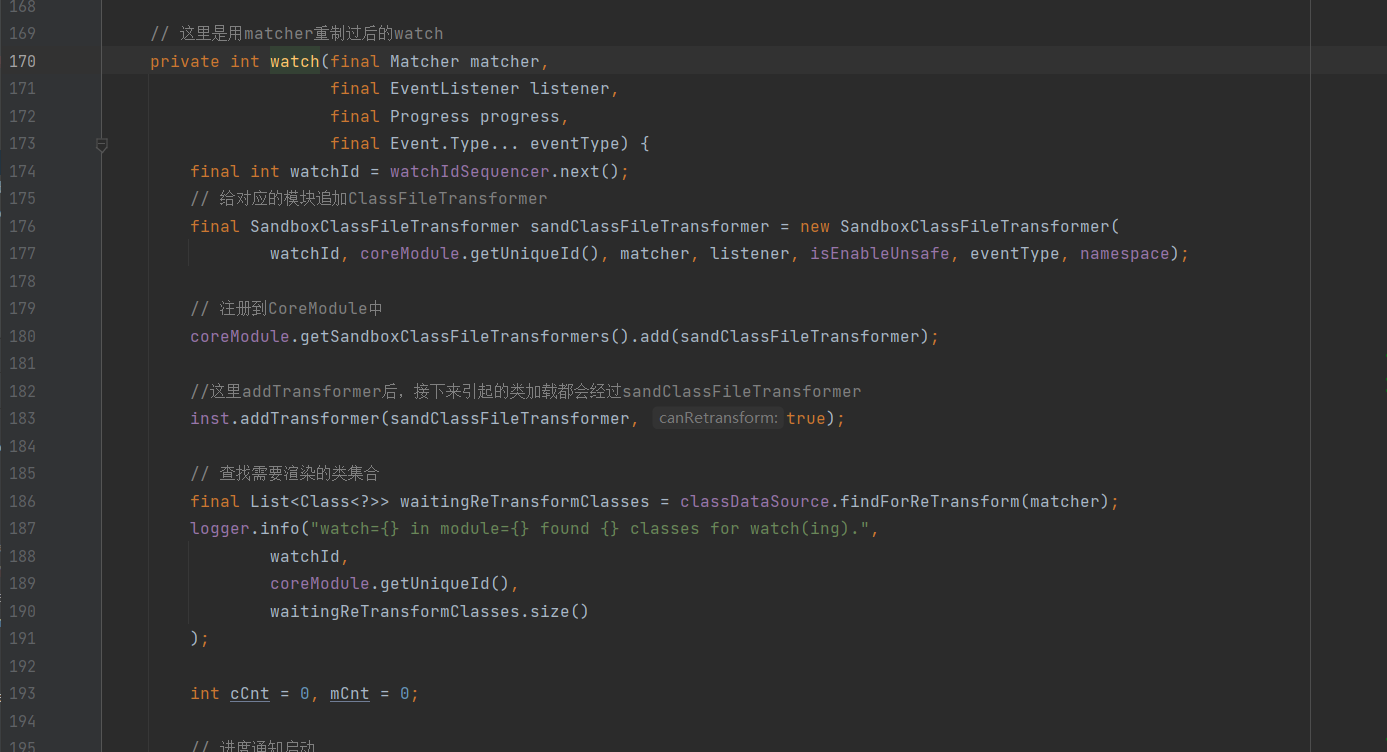 168
169 // 这里是用matcher重制过后的watch
170 private int watch(final Matcher matcher,
171 final EventListener listener,
172 final Progress progress,
173 final Event.Type... eventType) {
174 final int watchId = watchIdSequencer.next();
175 // 给对应的模块追加ClassFileTransformer
176 final SandboxClassFileTransformer sandClassFileTransformer = new SandboxClassFileTransformer(
177 watchId, coreModule.getUniqueId(), matcher, listener, isEnableUnsafe, eventType, namespace);
178
179 // 注册到CoreModule中
180 coreModule.getSandboxClassFileTransformers().add(sandClassFileTransformer);
181
182 //这里addTransformer后，接下来引起的类加载都会经过sandClassFileTransformer
183 inst.addTransformer(sandClassFileTransformer, canRetransform: true);
184
185 // 查找需要渲染的类集合
186 final List<Class<?>> waitingReTransformClasses = classDataSource.findForReTransform(matcher);
187 logger.info("watch={} in module={} found {} classes for watch(ing).",
188 watchId,
189 coreModule.getUniqueId(),
190 waitingReTransformClasses.size()
191 );
192
193 int cCnt = 0, mCnt = 0;
194
195 // 进度通知启动